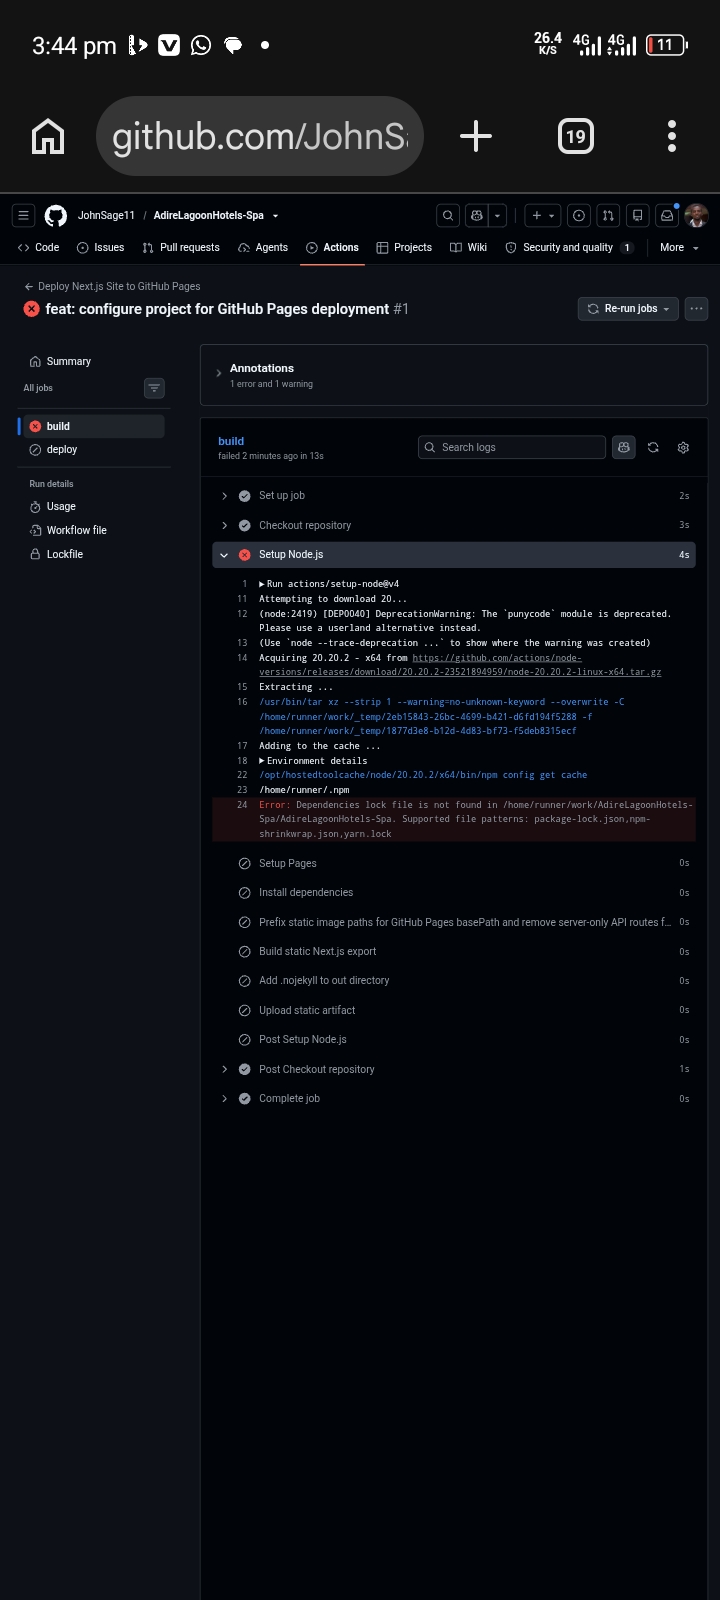 3:44 pm
26.4 K/S 4G 4G 11
github.com/JohnS
19
JohnSage11 / AdireLagoonHotels-Spa
Code Issues Pull requests Agents Actions Projects Wiki Security and quality 1 More
Deploy Next.js Site to GitHub Pages
feat: configure project for GitHub Pages deployment #1
Re-run jobs
Summary
All jobs
build
deploy
Run details
Usage
Workflow file
Lockfile
Annotations
1 error and 1 warning
build
failed 2 minutes ago in 13s
Search logs
Set up job 2s
Checkout repository 3s
Setup Node.js 4s
1 Run actions/setup-node@v4
11 Attempting to download 20...
12 (node:2419) [DEP0040] DeprecationWarning: The `punycode` module is deprecated.
Please use a userland alternative instead.
13 (Use `node --trace-deprecation ...` to show where the warning was created)
14 Acquiring 20.20.2 - x64 from https://github.com/actions/node-
versions/releases/download/20.20.2-23521894959/node-20.20.2-linux-x64.tar.gz
15 Extracting ...
16 /usr/bin/tar xz --strip 1 --warning=no-unknown-keyword --overwrite -C
/home/runner/work/_temp/2eb15843-26bc-4699-b421-d6fd194f5288 -f
/home/runner/work/_temp/1877d3e8-b12d-4d83-bf73-f5deb8315ecf
17 Adding to the cache ...
18 Environment details
22 /opt/hostedtoolcache/node/20.20.2/x64/bin/npm config get cache
23 /home/runner/.npm
24 Error: Dependencies lock file is not found in /home/runner/work/AdireLagoonHotels-
Spa/AdireLagoonHotels-Spa. Supported file patterns: package-lock.json,npm-
shrinkwrap.json,yarn.lock
Setup Pages 0s
Install dependencies 0s
Prefix static image paths for GitHub Pages basePath and remove server-only API routes f... 0s
Build static Next.js export 0s
Add .nojekyll to out directory 0s
Upload static artifact 0s
Post Setup Node.js 0s
Post Checkout repository 1s
Complete job 0s